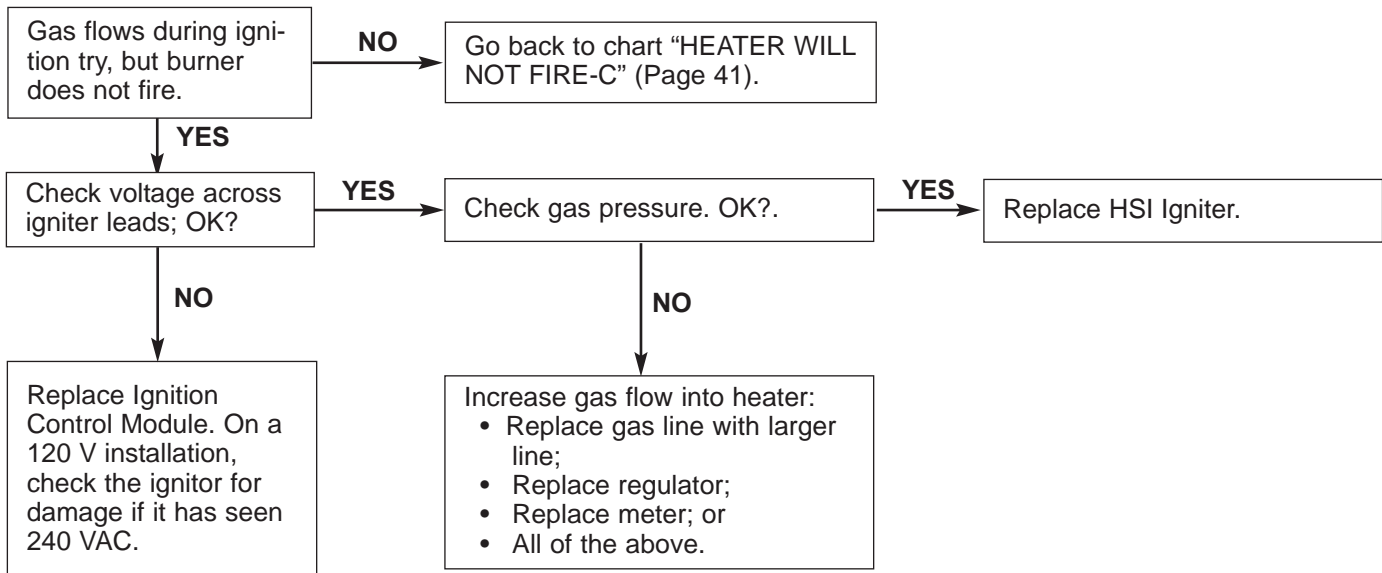 Gas flows during igni-
tion try, but burner
does not fire.
NO
Go back to chart “HEATER WILL
NOT FIRE-C” (Page 41).
YES
Check voltage across
igniter leads; OK?
YES
Check gas pressure. OK?.
YES
Replace HSI Igniter.
NO
NO
Replace Ignition
Control Module. On a
120 V installation,
check the ignitor for
damage if it has seen
240 VAC.
Increase gas flow into heater:
• Replace gas line with larger
line;
• Replace regulator;
• Replace meter; or
• All of the above.